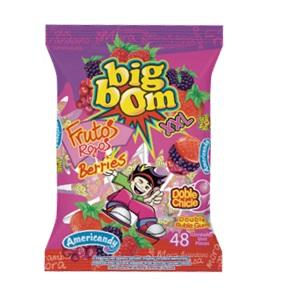 big
bom
XXL
Frutos
Rojos
Berries
Doble
Chicle
Double
Bubble Gum
Americandy
48